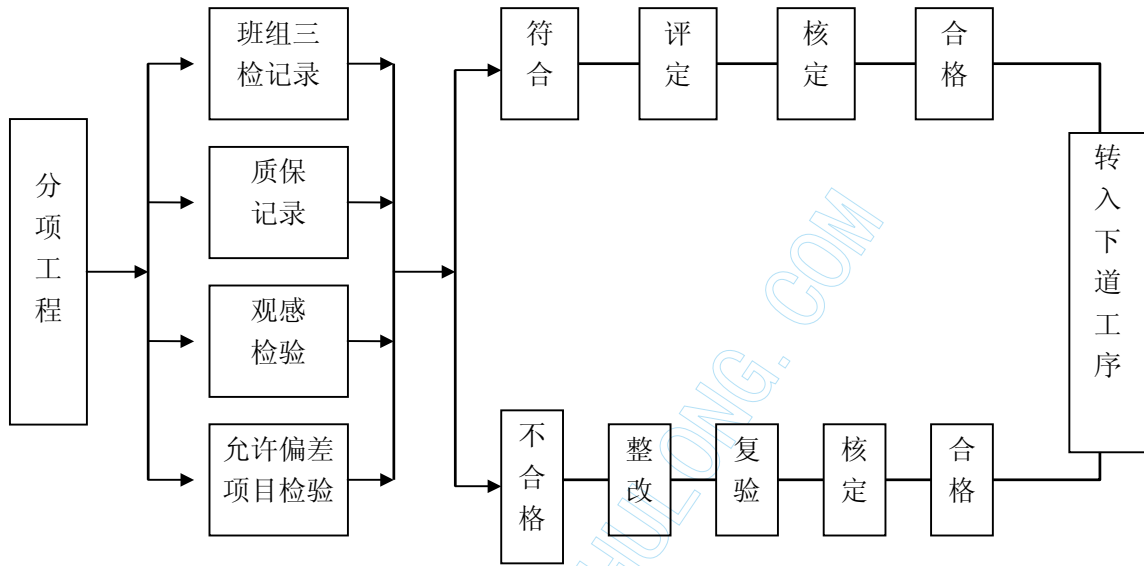 分项工程
班组三
检记录
质保
记录
观感
检验
允许偏差
项目检验
符合
评定
核定
合格
不合格
整改
复验
核定
合格
转入下道工序
HULONG. COM